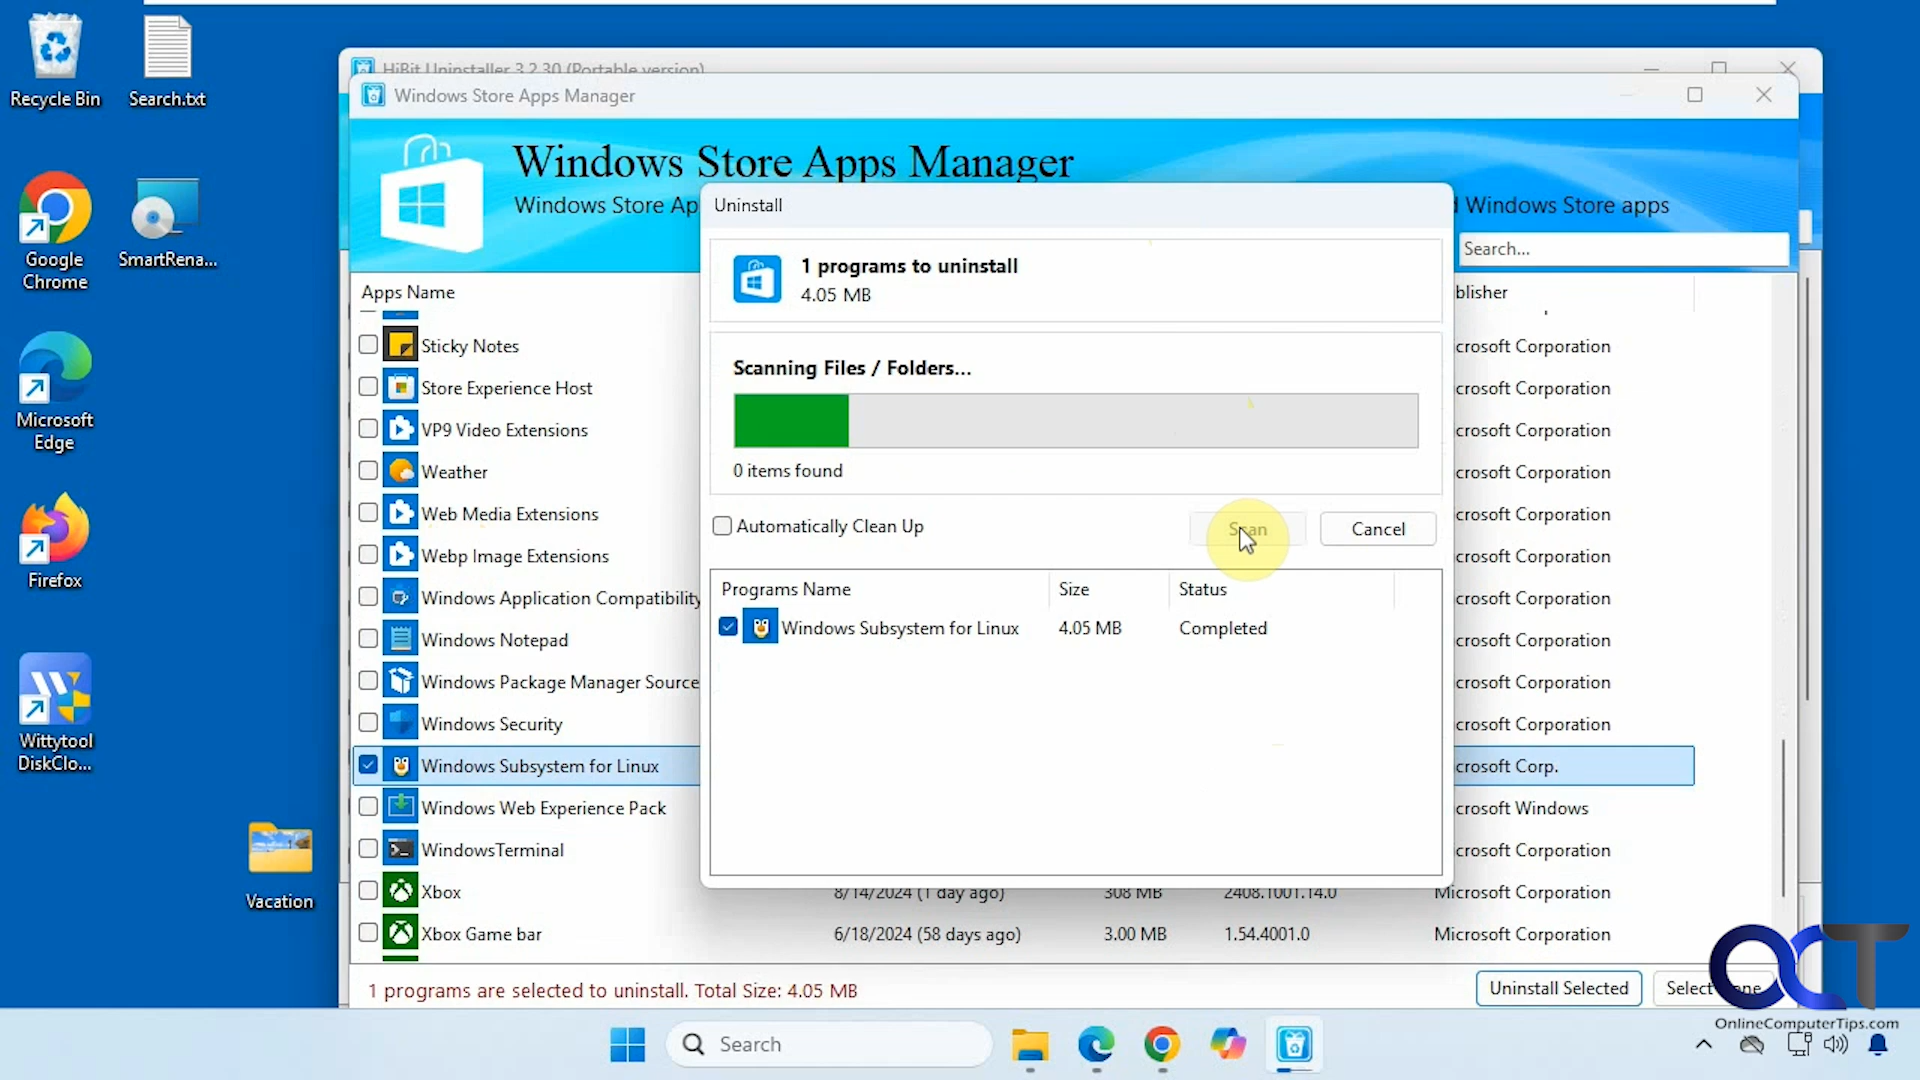 Recycle Bin
Search.txt
Google
Chrome
SmartRena...
Microsoft
Edge
Firefox
Wittytool
DiskClo...
Vacation
HiBit Uninstaller 3.2.30 (Portable version)
Windows Store Apps Manager
Windows Store Apps Manager
Windows Store Ap
d Windows Store apps
Search...
Apps Name
blisher
Sticky Notes
crosoft Corporation
Store Experience Host
crosoft Corporation
VP9 Video Extensions
crosoft Corporation
Weather
crosoft Corporation
Web Media Extensions
crosoft Corporation
Webp Image Extensions
crosoft Corporation
Windows Application Compatibility
crosoft Corporation
Windows Notepad
crosoft Corporation
Windows Package Manager Source
crosoft Corporation
Windows Security
crosoft Corporation
Windows Subsystem for Linux
crosoft Corp.
Windows Web Experience Pack
crosoft Windows
WindowsTerminal
crosoft Corporation
Xbox
8/14/2024 (1 day ago)
308 MB
2408.1001.14.0
Microsoft Corporation
Xbox Game bar
6/18/2024 (58 days ago)
3.00 MB
1.54.4001.0
Microsoft Corporation
Uninstall
1 programs to uninstall
4.05 MB
Scanning Files / Folders...
0 items found
Automatically Clean Up
Scan
Cancel
Programs Name
Size
Status
Windows Subsystem for Linux
4.05 MB
Completed
1 programs are selected to uninstall. Total Size: 4.05 MB
Uninstall Selected
Select None
OCT
OnlineComputerTips.com
Search